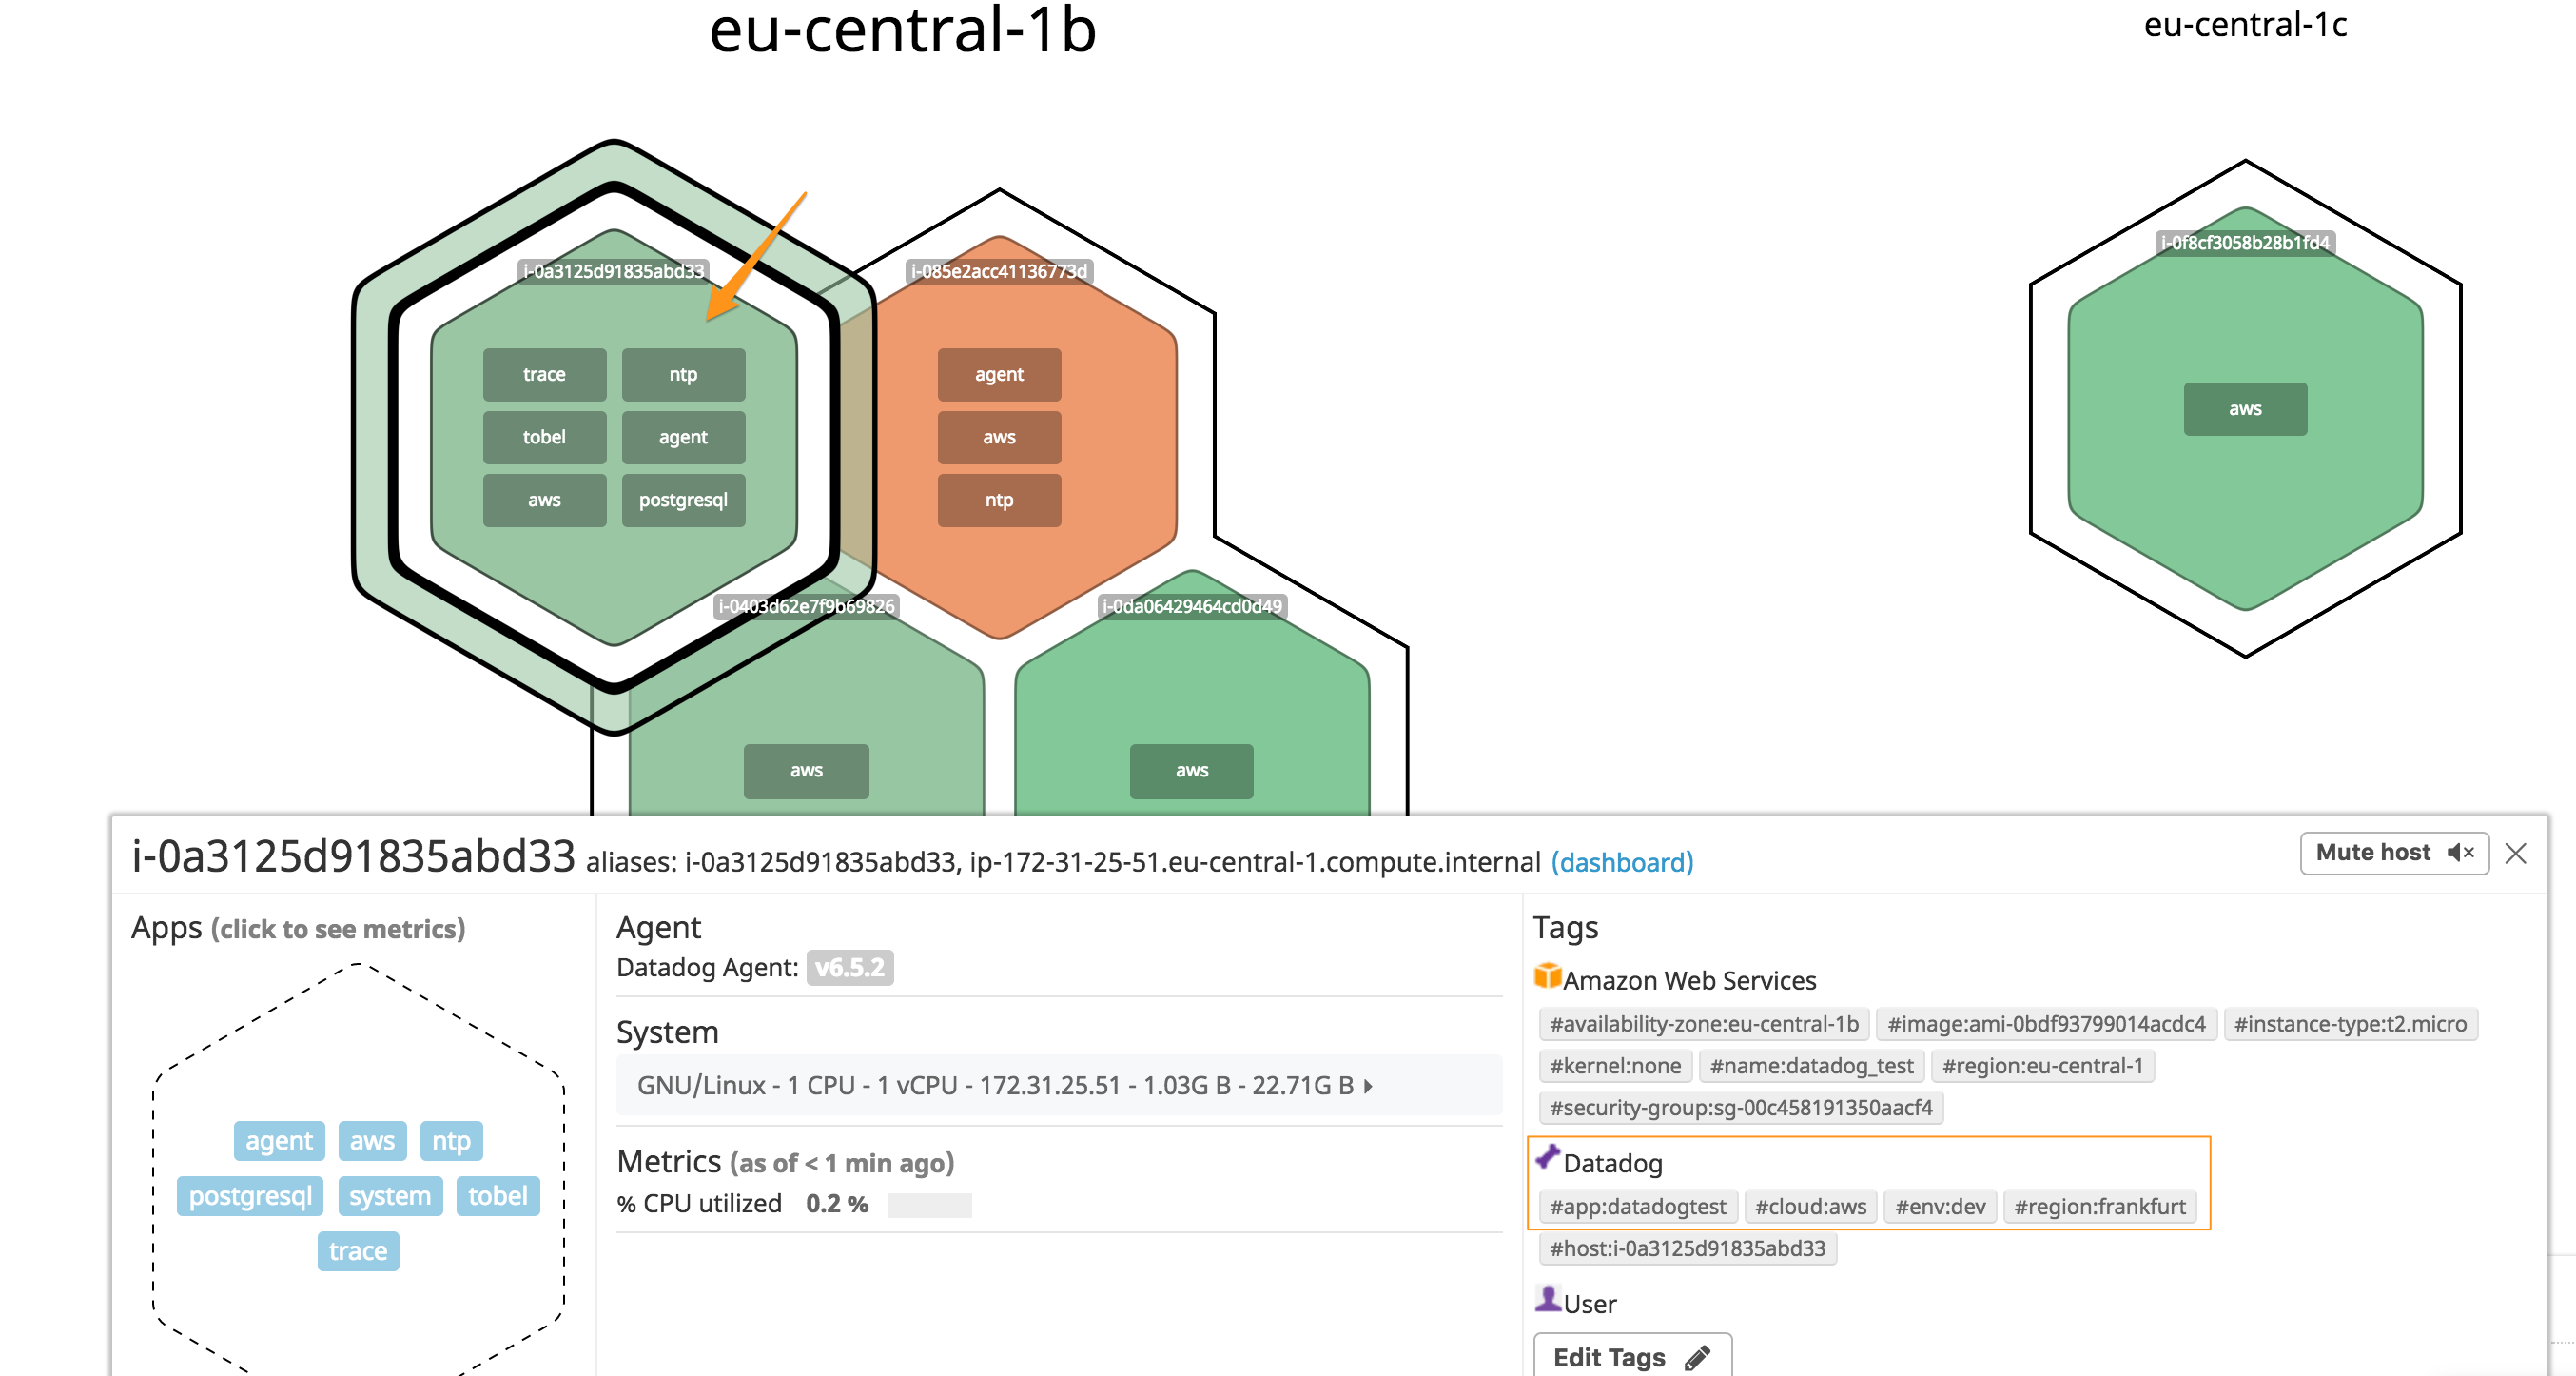 eu-central-1b
eu-central-1c
i-0f8cf3058b28b1fd4
i-0a3125d91835abd33
i-085e2acc41136773d
trace ntp
agent
tobel agent
aws
aws
aws postgresql
ntp
i-0403d62e7f9b69826
i-0da06429464cd0d49
aws
aws
i-0a3125d91835abd33 aliases: i-0a3125d91835abd33, ip-172-31-25-51.eu-central-1.compute.internal (dashboard)
Mute host
Apps (click to see metrics)
agent aws ntp
postgresql system tobel
trace
Agent
Datadog Agent: v6.5.2
System
GNU/Linux - 1 CPU - 1 vCPU - 172.31.25.51 - 1.03G B - 22.71G B
Metrics (as of < 1 min ago)
% CPU utilized 0.2 %
Tags
Amazon Web Services
#availability-zone:eu-central-1b #image:ami-0bdf93799014acdc4 #instance-type:t2.micro
#kernel:none #name:datadog_test #region:eu-central-1
#security-group:sg-00c458191350aacf4
Datadog
#app:datadogtest #cloud:aws #env:dev #region:frankfurt
#host:i-0a3125d91835abd33
User
Edit Tags